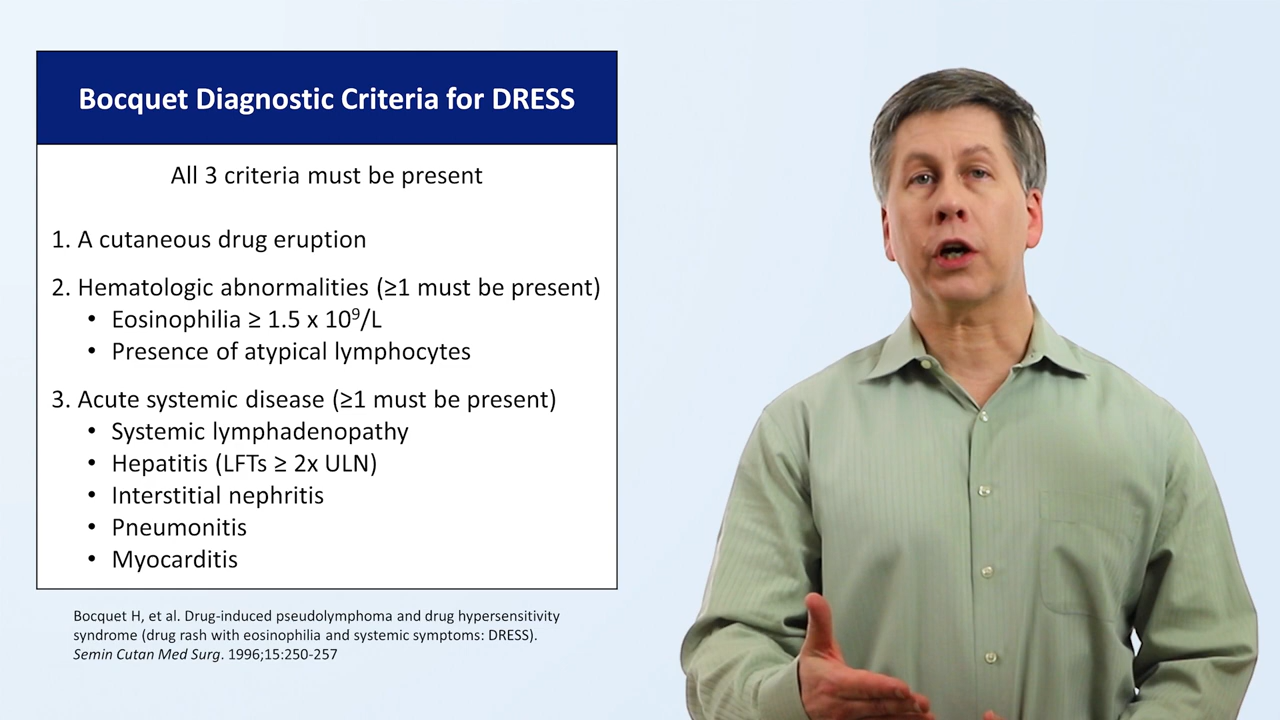 Bocquet Diagnostic Criteria for DRESS
All 3 criteria must be present
1. A cutaneous drug eruption
2. Hematologic abnormalities (≥1 must be present)
• Eosinophilia ≥ 1.5 x 10⁹/L
• Presence of atypical lymphocytes
3. Acute systemic disease (≥1 must be present)
• Systemic lymphadenopathy
• Hepatitis (LFTs ≥ 2x ULN)
• Interstitial nephritis
• Pneumonitis
• Myocarditis
Bocquet H, et al. Drug-induced pseudolymphoma and drug hypersensitivity
syndrome (drug rash with eosinophilia and systemic symptoms: DRESS).
Semin Cutan Med Surg. 1996;15:250-257